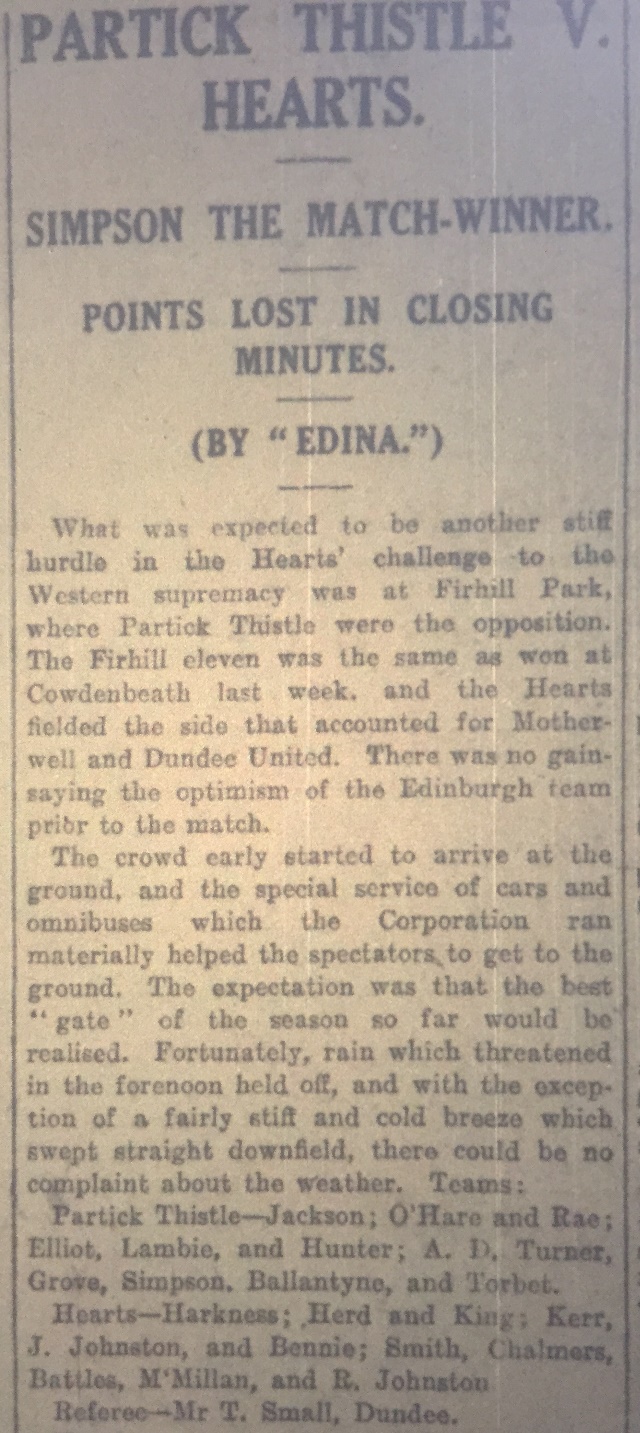 PARTICK THISTLE V.
HEARTS.
SIMPSON THE MATCH-WINNER.
POINTS LOST IN CLOSING
MINUTES.
(BY "EDINA.")
What was expected to be another stiff
hurdle in the Hearts' challenge to the
Western supremacy was at Firhill Park,
where Partick Thistle were the opposition.
The Firhill eleven was the same as won at
Cowdenbeath last week, and the Hearts
fielded the side that accounted for Mother-
well and Dundee United. There was no gain-
saying the optimism of the Edinburgh team
prior to the match.
The crowd early started to arrive at the
ground, and the special service of cars and
omnibuses which the Corporation ran
materially helped the spectators to get to the
ground. The expectation was that the best
"gate" of the season so far would be
realised. Fortunately, rain which threatened
in the forenoon held off, and with the excep-
tion of a fairly stiff and cold breeze which
swept straight downfield, there could be no
complaint about the weather. Teams:
Partick Thistle—Jackson; O'Hare and Rae;
Elliot, Lambie, and Hunter; A. D. Turner,
Grove, Simpson, Ballantyne, and Torbet.
Hearts—Harkness; Herd and King; Kerr,
J. Johnston, and Bennie; Smith, Chalmers,
Battles, M'Millan, and R. Johnston
Referee—Mr T. Small, Dundee.